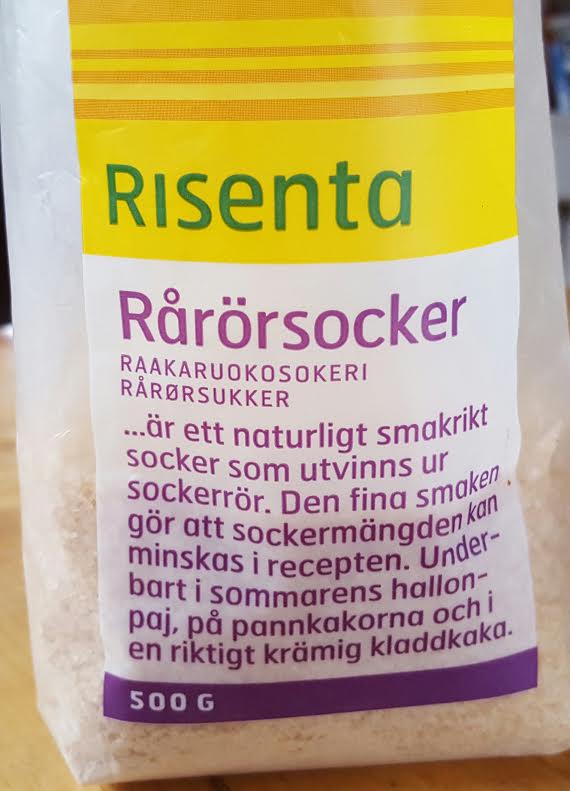 Risenta
Rårörsocker
RAAKARUOKOSOKERI
RÅRØRSUKKER
...är ett naturligt smakrikt
socker som utvinns ur
sockerrör. Den fina smaken
gör att sockermängden kan
minskas i recepten. Under-
bart i sommarens hallon-
paj, på pannkakorna och i
en riktigt krämig kladdkaka.
500 G